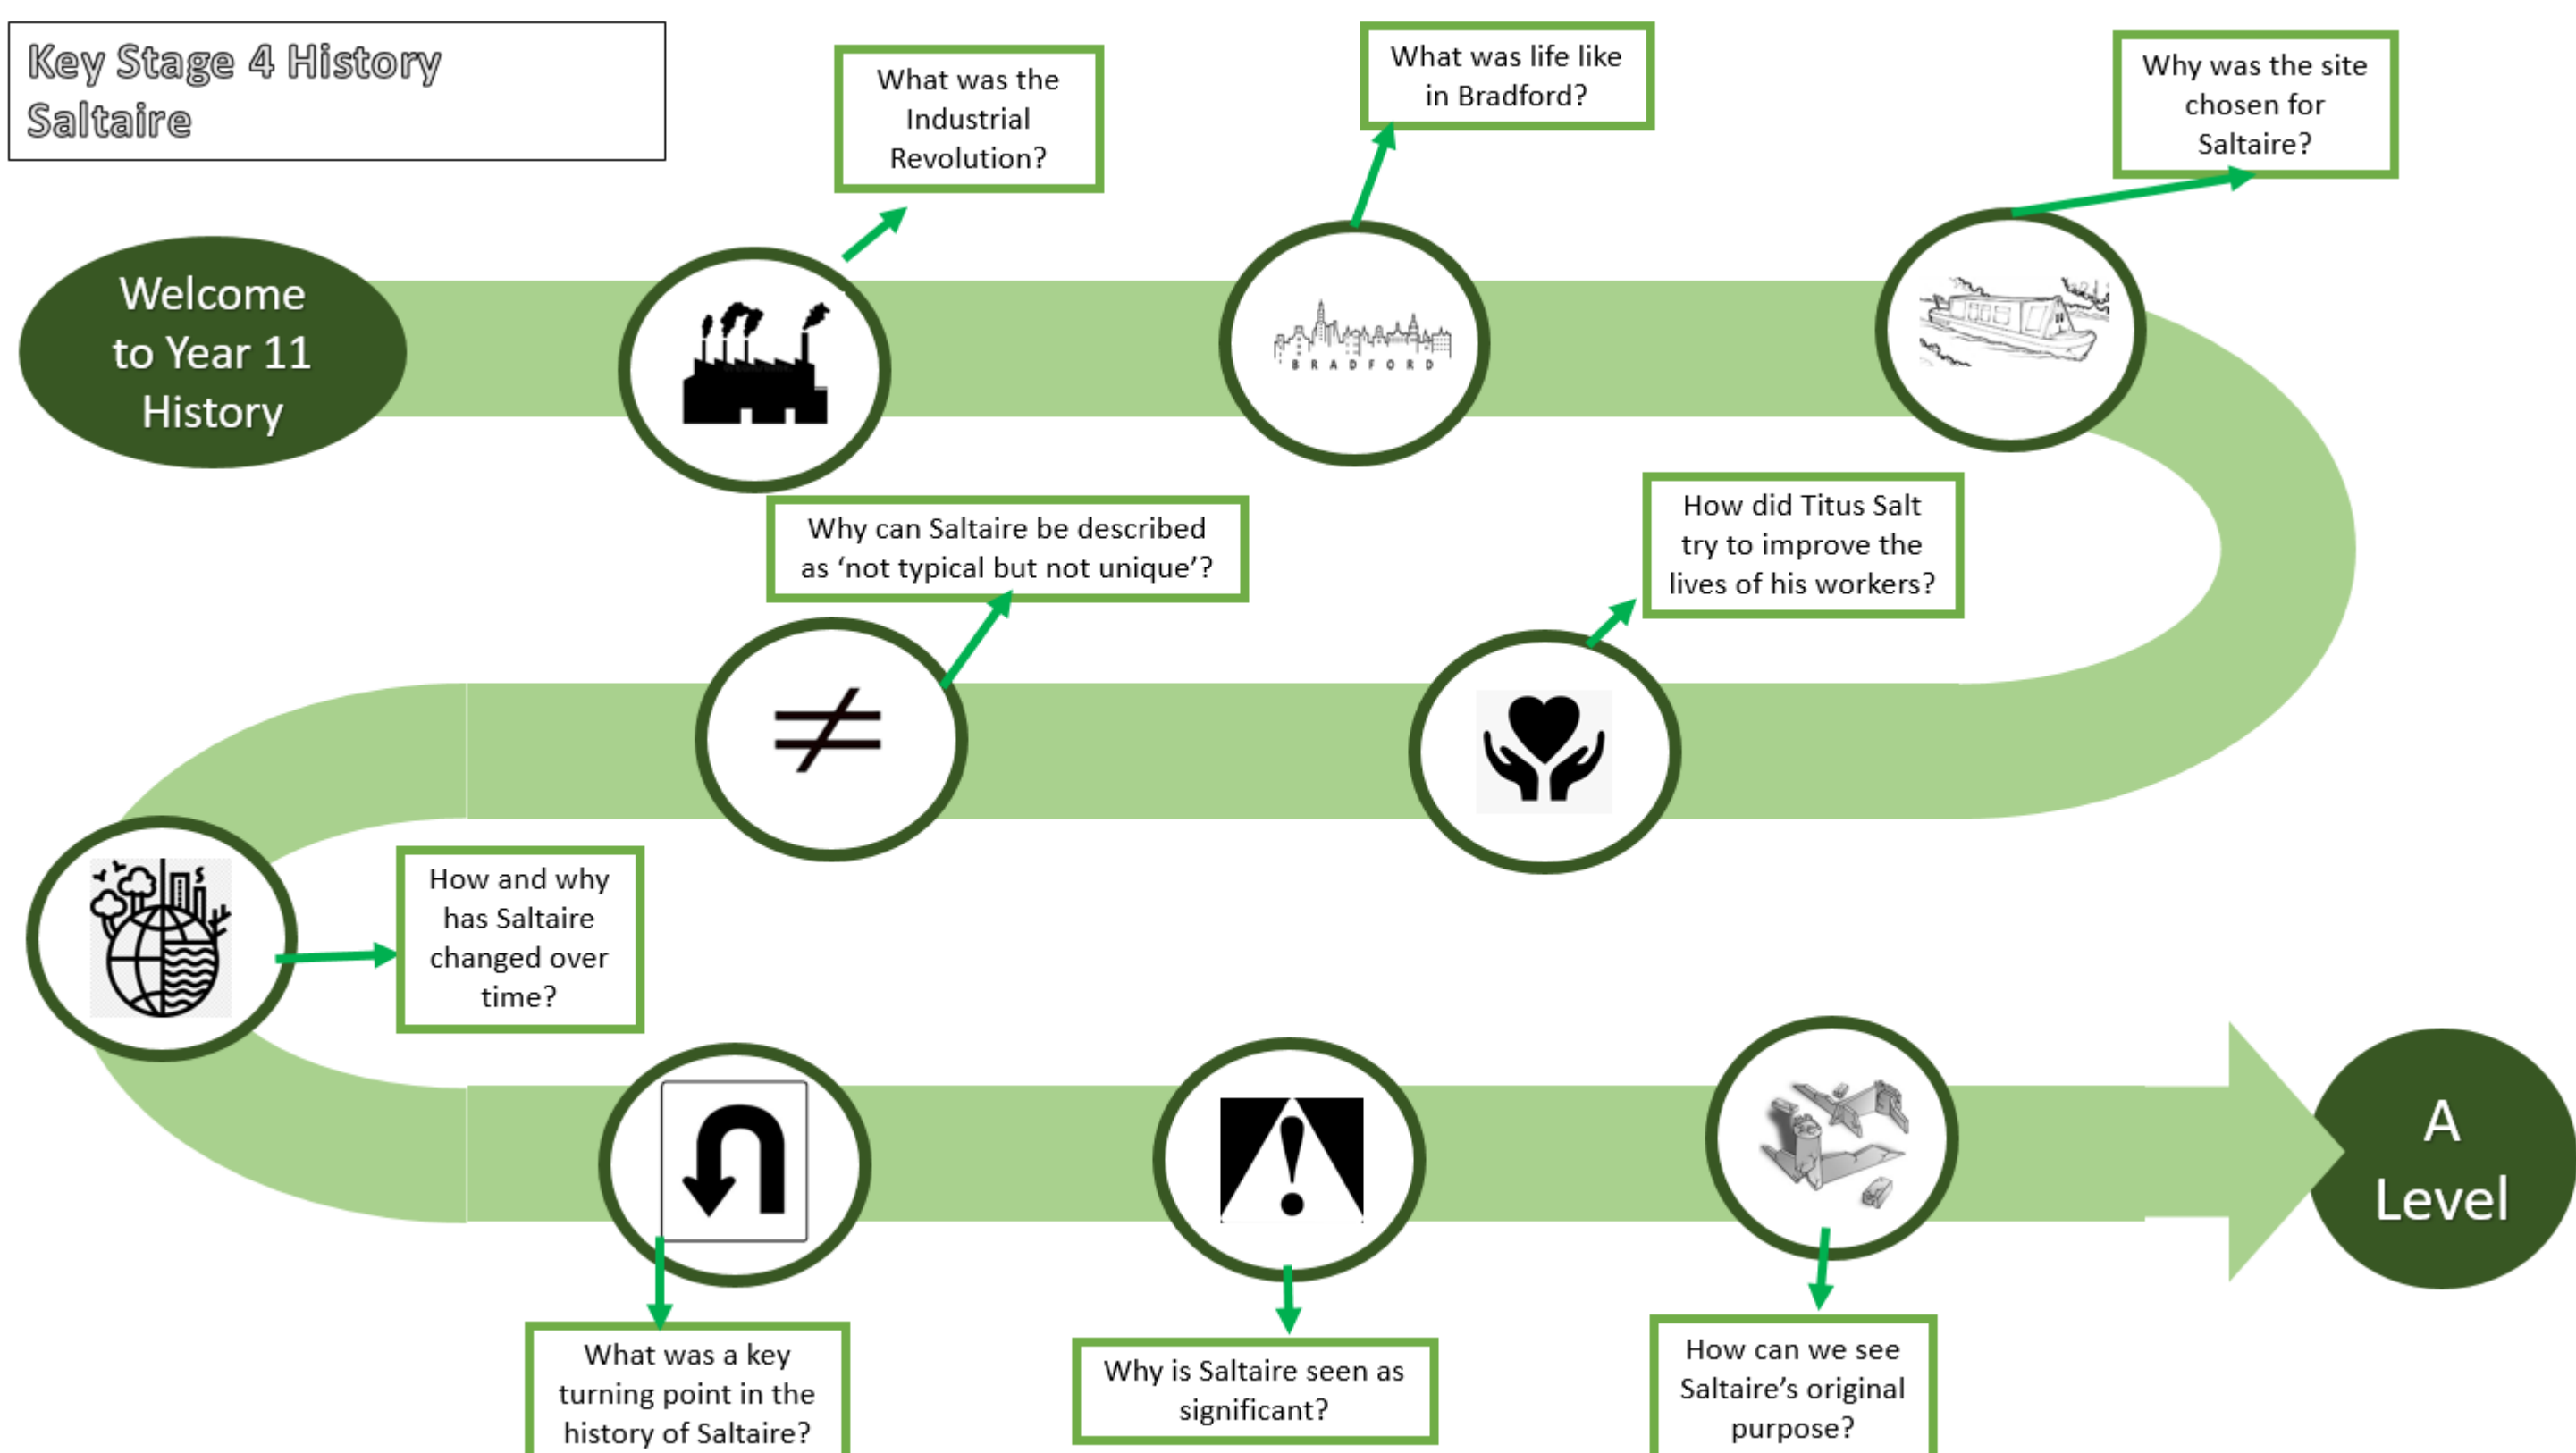 Key Stage 4 History
Saltaire
Welcome
to Year 11
History
What was the
Industrial
Revolution?
What was life like
in Bradford?
BRADFORD
Why was the site
chosen for
Saltaire?
How did Titus Salt
try to improve the
lives of his workers?
Why can Saltaire be described
as ‘not typical but not unique’?
≠
How and why
has Saltaire
changed over
time?
What was a key
turning point in the
history of Saltaire?
!
Why is Saltaire seen as
significant?
How can we see
Saltaire’s original
purpose?
A
Level